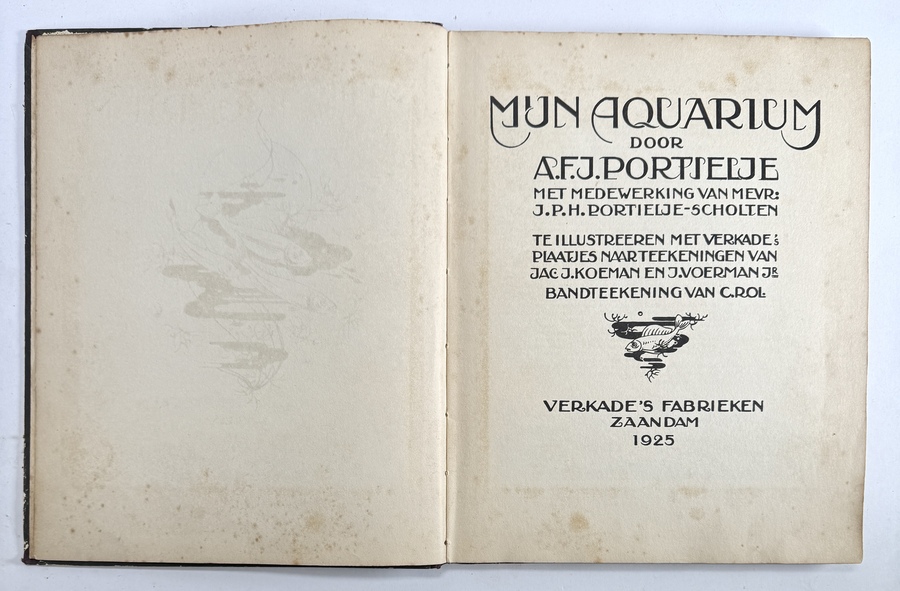 MIJN AQUARIUM
DOOR
A.F.J. PORTIELJE
MET MEDEWERKING VAN MEVR:
J.P.H. PORTIELJE-SCHOLTEN
TE ILLUSTREEREN MET VERKADE'S
PLAATJES NAAR TEEKENINGEN VAN
JAC J. KOEMAN EN J. VOERMAN JR
BANDTEEKENING VAN C. ROL
VERKADE'S FABRIEKEN
ZAANDAM
1925